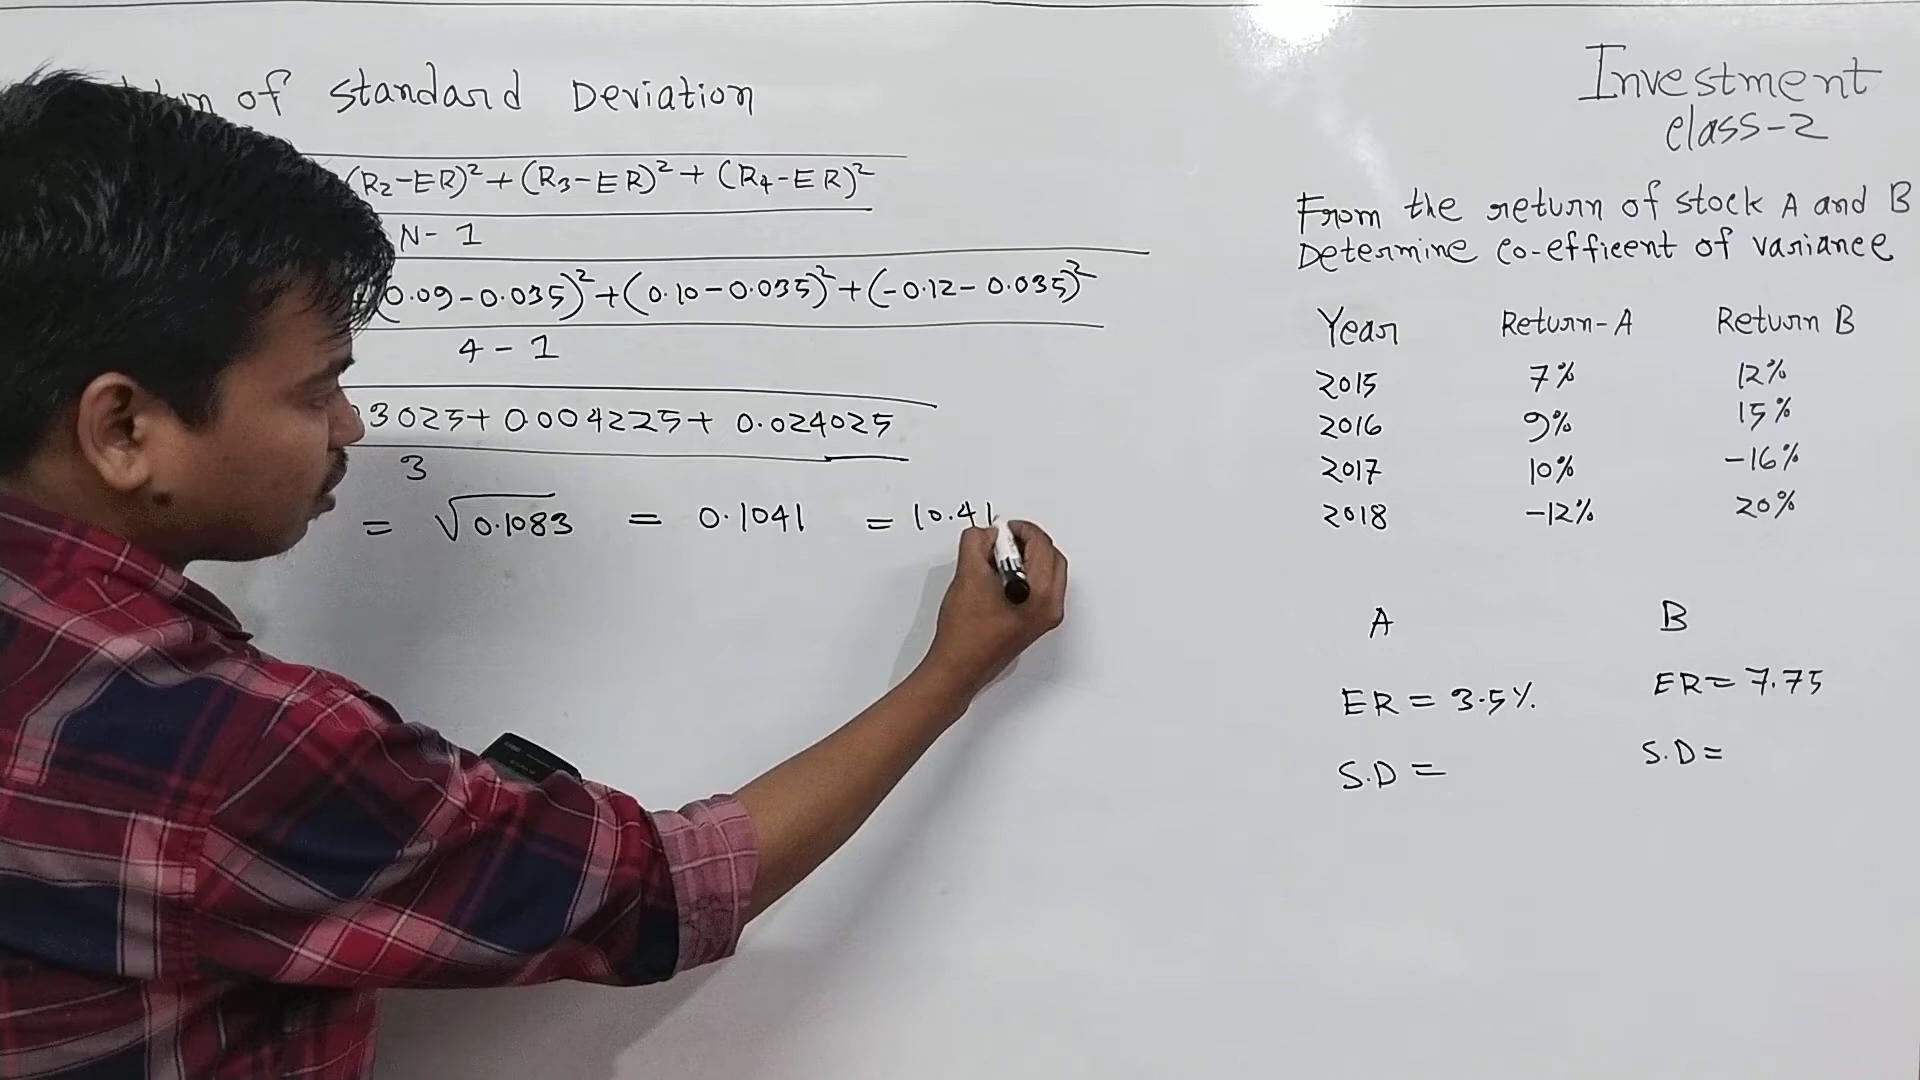 of standard Deviation
(R2-ER)²+(R3-ER)²+(R4-ER)²
N-1
(0.09-0.035)²+(0.10-0.035)²+(-0.12-0.035)²
4-1
3025+0.004225+0.024025
3
= √0.1083 = 0.1041 = 10.41
Investment
class-2
From the return of stock A and B
Determine co-efficent of variance
Year Return-A Return B
2015 7% 12%
2016 9% 15%
2017 10% -16%
2018 -12% 20%
A B
ER = 3.5% ER= 7.75
S.D = S.D=